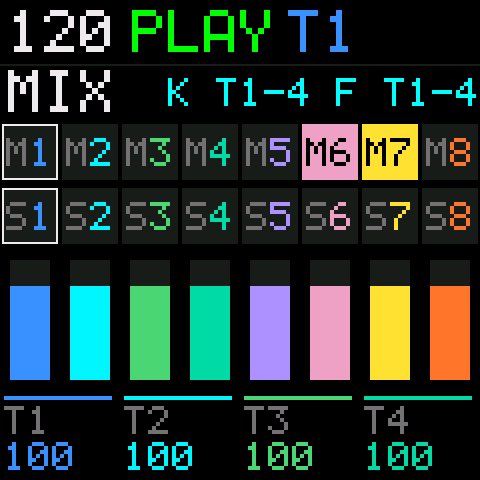 120 PLAY T1
MIX K T1-4 F T1-4
M1 M2 M3 M4 M5 M6 M7 M8
S1 S2 S3 S4 S5 S6 S7 S8
T1 T2 T3 T4
100 100 100 100